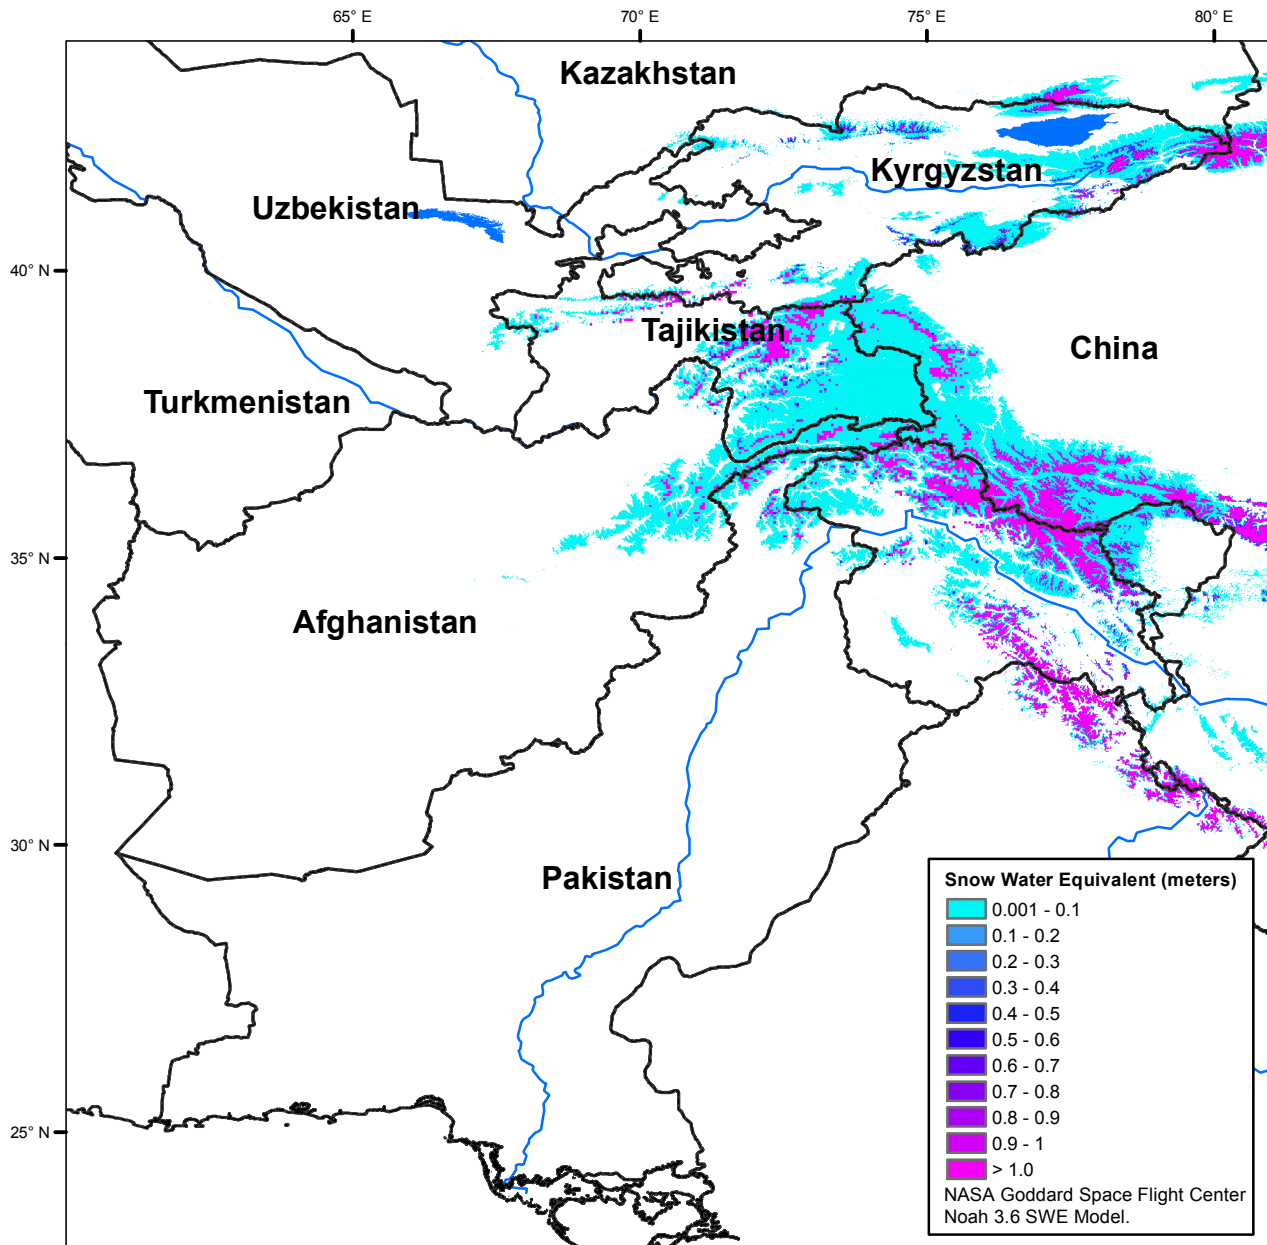 65° E
70° E
75° E
80° E
Kazakhstan
Kyrgyzstan
Uzbekistan
40° N
Tajikistan
China
Turkmenistan
35° N
Afghanistan
30° N
Pakistan
25° N
Snow Water Equivalent (meters)
0.001 - 0.1
0.1 - 0.2
0.2 - 0.3
0.3 - 0.4
0.4 - 0.5
0.5 - 0.6
0.6 - 0.7
0.7 - 0.8
0.8 - 0.9
0.9 - 1
> 1.0
NASA Goddard Space Flight Center
Noah 3.6 SWE Model.